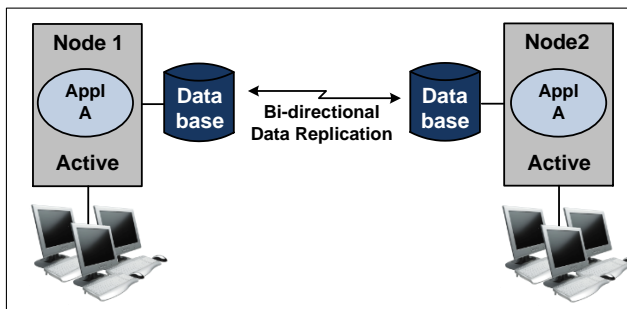 Node 1
Appl
A
Active
Data
base
Bi-directional
Data Replication
Data
base
Node2
Appl
A
Active